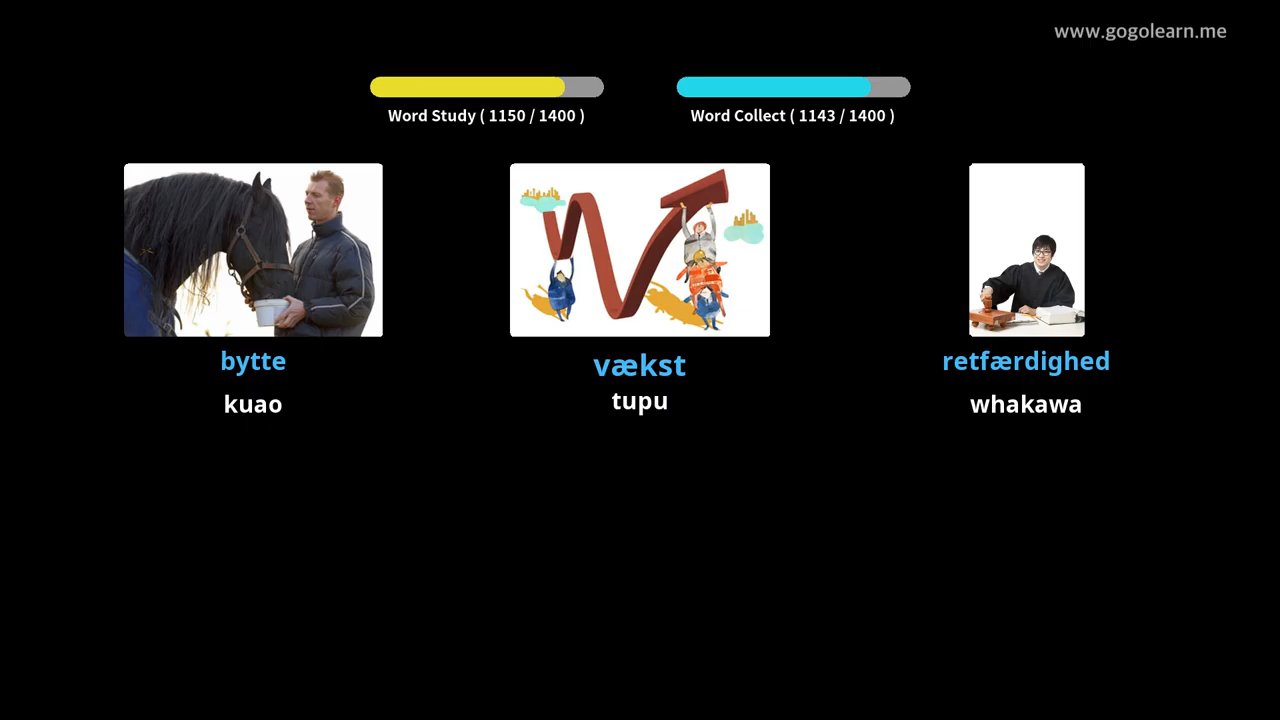 www.gogolearn.me
Word Study ( 1150 / 1400 )
Word Collect ( 1143 / 1400 )
bytte
vækst
retfærdighed
kuao
tupu
whakawa